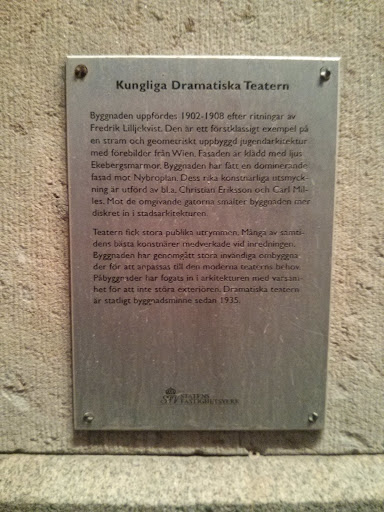 Kungliga Dramatiska Teatern
Byggnaden uppfördes 1902-1908 efter ritningar av
Fredrik Lilljekvist. Den är ett förstklassigt exempel på
en stram och geometriskt uppbyggd jugendarkitektur
med förebilder från Wien. Fasaden är klädd med ljus
Ekebergsmarmor. Byggnaden har fått en dominerande
fasad mot Nybroplan. Dess rika konstnärliga utsmyck-
ning är utförd av bl.a. Christian Eriksson och Carl Mil-
les. Mot de omgivande gatorna smälter byggnaden mer
diskret in i stadsarkitekturen.
Teatern fick stora publika utrymmen. Många av samti-
dens bästa konstnärer medverkade vid inredningen.
Byggnaden har genomgått stora invändiga ombyggna-
der för att anpassas till den moderna teaterns behov.
Påbyggnader har fogats in i arkitekturen med varsam-
het för att inte störa exteriören. Dramatiska teatern
är statligt byggnadsminne sedan 1935.
STATENS
FASTIGHETSVERK